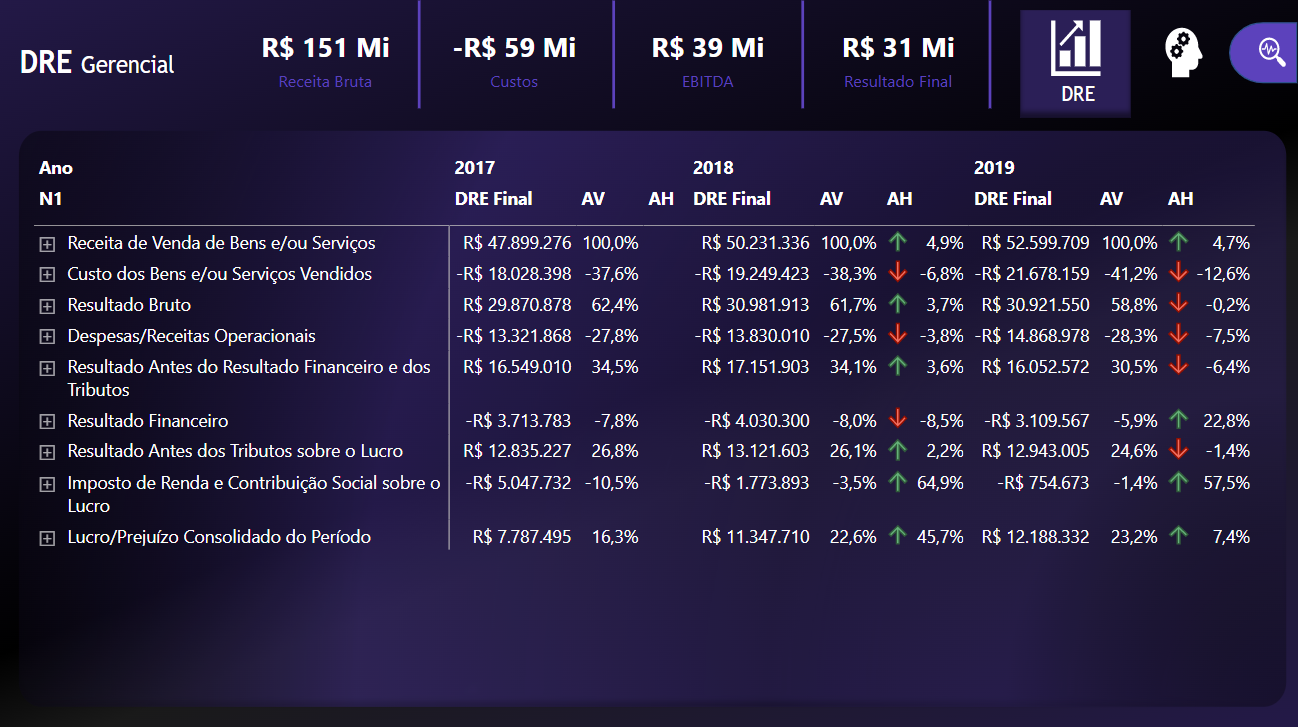 DRE Gerencial
R$ 151 Mi
Receita Bruta
-R$ 59 Mi
Custos
R$ 39 Mi
EBITDA
R$ 31 Mi
Resultado Final
DRE
Ano 2017 2018 2019
N1 DRE Final AV AH DRE Final AV AH DRE Final AV AH
Receita de Venda de Bens e/ou Serviços R$ 47.899.276 100,0% R$ 50.231.336 100,0% 4,9% R$ 52.599.709 100,0% 4,7%
Custo dos Bens e/ou Serviços Vendidos -R$ 18.028.398 -37,6% -R$ 19.249.423 -38,3% -6,8% -R$ 21.678.159 -41,2% -12,6%
Resultado Bruto R$ 29.870.878 62,4% R$ 30.981.913 61,7% 3,7% R$ 30.921.550 58,8% -0,2%
Despesas/Receitas Operacionais -R$ 13.321.868 -27,8% -R$ 13.830.010 -27,5% -3,8% -R$ 14.868.978 -28,3% -7,5%
Resultado Antes do Resultado Financeiro e dos R$ 16.549.010 34,5% R$ 17.151.903 34,1% 3,6% R$ 16.052.572 30,5% -6,4%
Tributos
Resultado Financeiro -R$ 3.713.783 -7,8% -R$ 4.030.300 -8,0% -8,5% -R$ 3.109.567 -5,9% 22,8%
Resultado Antes dos Tributos sobre o Lucro R$ 12.835.227 26,8% R$ 13.121.603 26,1% 2,2% R$ 12.943.005 24,6% -1,4%
Imposto de Renda e Contribuição Social sobre o -R$ 5.047.732 -10,5% -R$ 1.773.893 -3,5% 64,9% -R$ 754.673 -1,4% 57,5%
Lucro
Lucro/Prejuízo Consolidado do Período R$ 7.787.495 16,3% R$ 11.347.710 22,6% 45,7% R$ 12.188.332 23,2% 7,4%